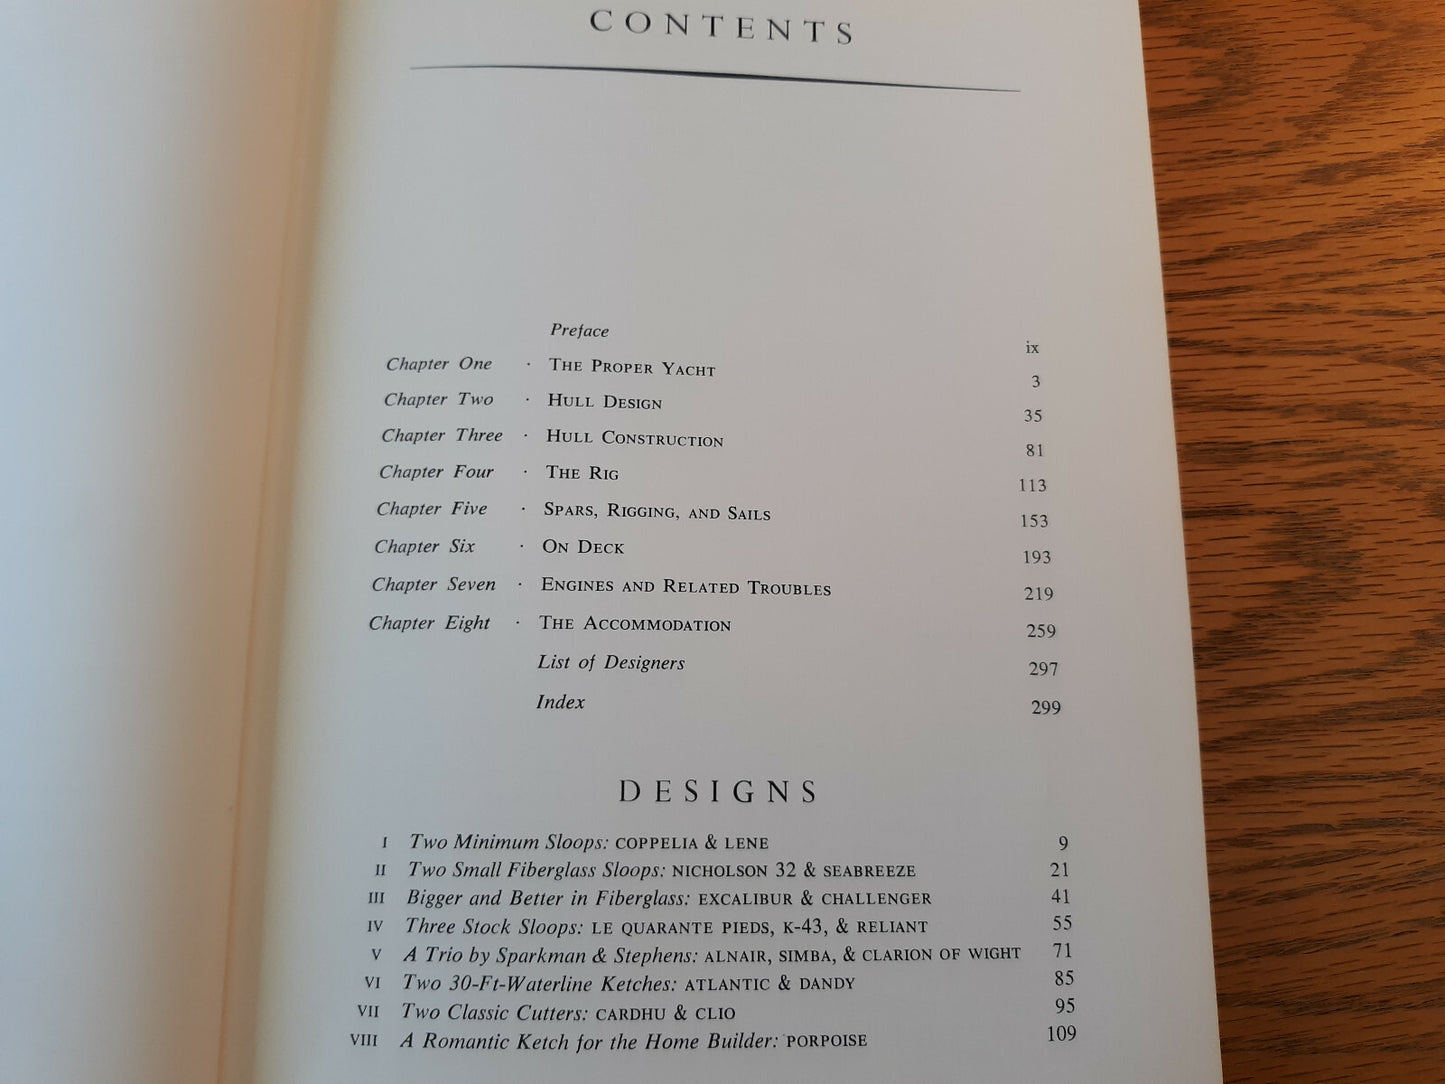 CONTENTS
Preface ix
Chapter One · THE PROPER YACHT 3
Chapter Two · HULL DESIGN 35
Chapter Three · HULL CONSTRUCTION 81
Chapter Four · THE RIG 113
Chapter Five · SPARS, RIGGING, AND SAILS 153
Chapter Six · ON DECK 193
Chapter Seven · ENGINES AND RELATED TROUBLES 219
Chapter Eight · THE ACCOMMODATION 259
List of Designers 297
Index 299
DESIGNS
I Two Minimum Sloops: COPPELIA & LENE 9
II Two Small Fiberglass Sloops: NICHOLSON 32 & SEABREEZE 21
III Bigger and Better in Fiberglass: EXCALIBUR & CHALLENGER 41
IV Three Stock Sloops: LE QUARANTE PIEDS, K-43, & RELIANT 55
V A Trio by Sparkman & Stephens: ALNAIR, SIMBA, & CLARION OF WIGHT 71
VI Two 30-Ft-Waterline Ketches: ATLANTIC & DANDY 85
VII Two Classic Cutters: CARDHU & CLIO 95
VIII A Romantic Ketch for the Home Builder: PORPOISE 109